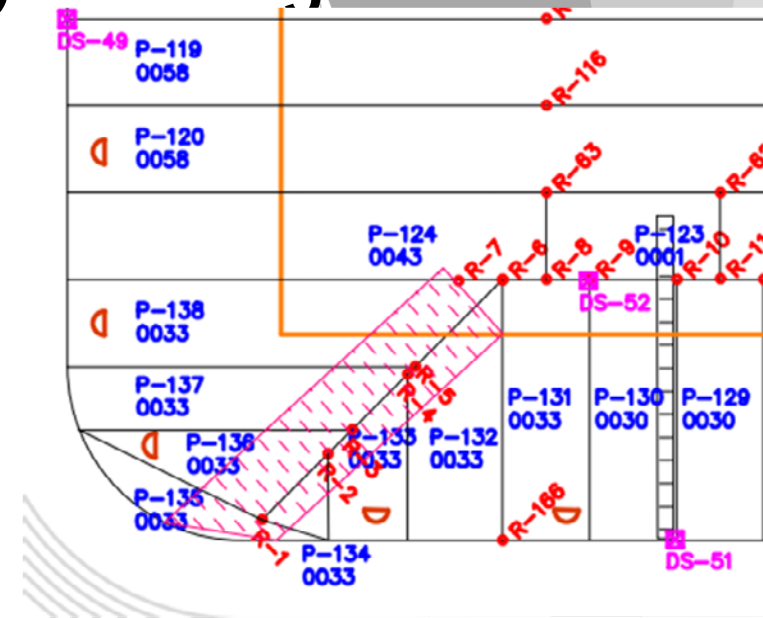 DS-49
P-119
0058
R-116
P-120
0058
R-63
P-124
0043
R-7
R-6
R-8
R-9
P-123
0001
R-10
DS-52
P-138
0033
P-137
0033
R-4
P-131
0033
P-130
0030
P-129
0030
P-136
0033
P-133
0033
P-132
0033
R-2
P-135
0033
R-166
R-1
P-134
0033
DS-51